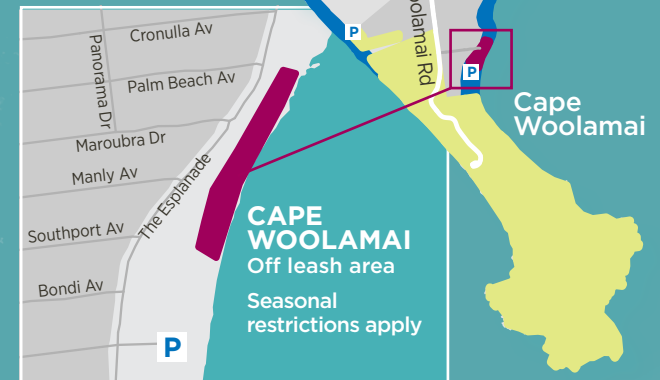 Cronulla Av
Panorama Dr
Palm Beach Av
Maroubra Dr
Manly Av
The Esplanade
Southport Av
Bondi Av
P
CAPE
WOOLAMAI
Off leash area
Seasonal
restrictions apply
P
oolamai Rd
P
Cape
Woolamai